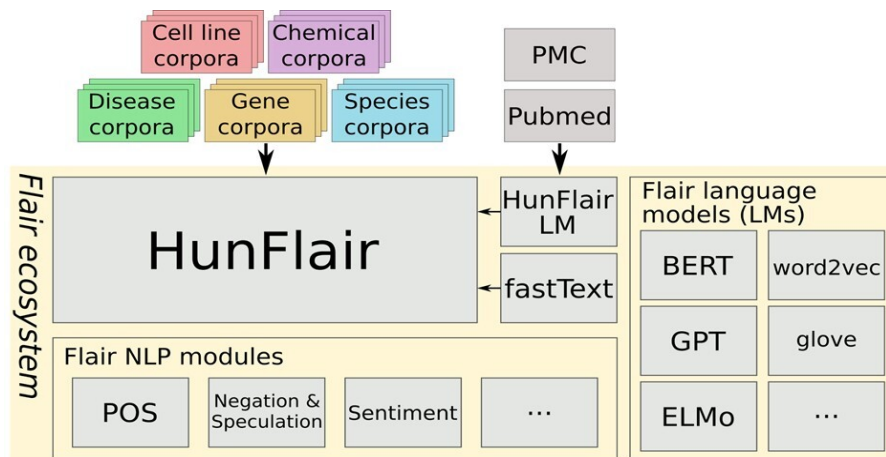 Cell line
corpora
Chemical
corpora
PMC
Disease
corpora
Gene
corpora
Species
corpora
Pubmed
Flair ecosystem
HunFlair
HunFlair
LM
fastText
Flair language
models (LMs)
BERT
word2vec
GPT
glove
ELMo
...
Flair NLP modules
POS
Negation &
Speculation
Sentiment
...